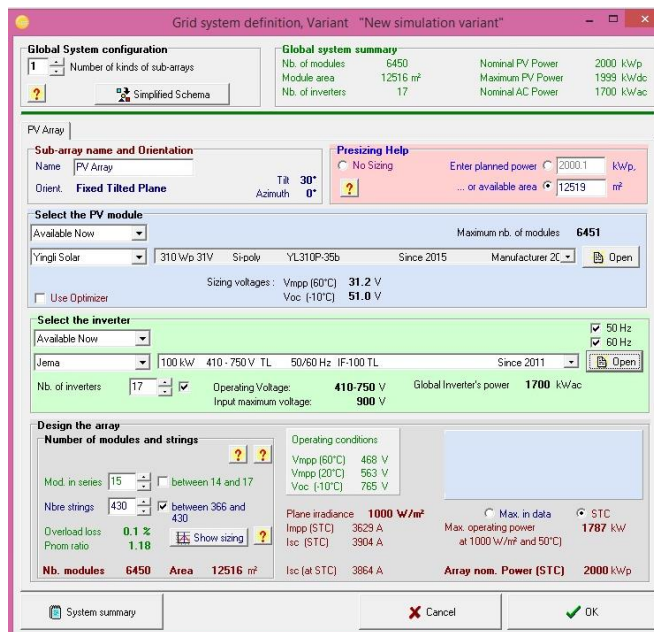 Grid system definition, Variant "New simulation variant"
Global System configuration
1 Number of kinds of sub-arrays
? Simplified Schema
Global system summary
Nb. of modules 6450 Nominal PV Power 2000 kWp
Module area 12516 m² Maximum PV Power 1999 kWdc
Nb. of inverters 17 Nominal AC Power 1700 kWac
PV Array
Sub-array name and Orientation
Name PV Array
Orient. Fixed Tilted Plane
Tilt 30°
Azimuth 0°
Presizing Help
No Sizing Enter planned power 2000.1 kWp,
? ... or available area 12519 m²
Select the PV module
Available Now Maximum nb. of modules 6451
Yingli Solar 310 Wp 31V Si-poly YL310P-35b Since 2015 Manufacturer 20 Open
Sizing voltages : Vmpp (60°C) 31.2 V
Use Optimizer Voc (-10°C) 51.0 V
Select the inverter
50 Hz
Available Now 60 Hz
Jema 100 kW 410 - 750 V TL 50/60 Hz IF-100 TL Since 2011 Open
Nb. of inverters 17 Operating Voltage: 410-750 V Global Inverter's power 1700 kWac
Input maximum voltage: 900 V
Design the array
Number of modules and strings
? ?
Mod. in series 15 between 14 and 17
Nbre strings 430 between 366 and 430
Overload loss 0.1 %
Pnom ratio 1.18
Show sizing ?
Nb. modules 6450 Area 12516 m²
Operating conditions
Vmpp (60°C) 468 V
Vmpp (20°C) 563 V
Voc (-10°C) 765 V
Plane irradiance 1000 W/m²
Impp (STC) 3629 A
Isc (STC) 3904 A
Isc (at STC) 3864 A
Max. in data STC
Max. operating power 1787 kW
at 1000 W/m² and 50°C)
Array nom. Power (STC) 2000 kWp
System summary Cancel OK